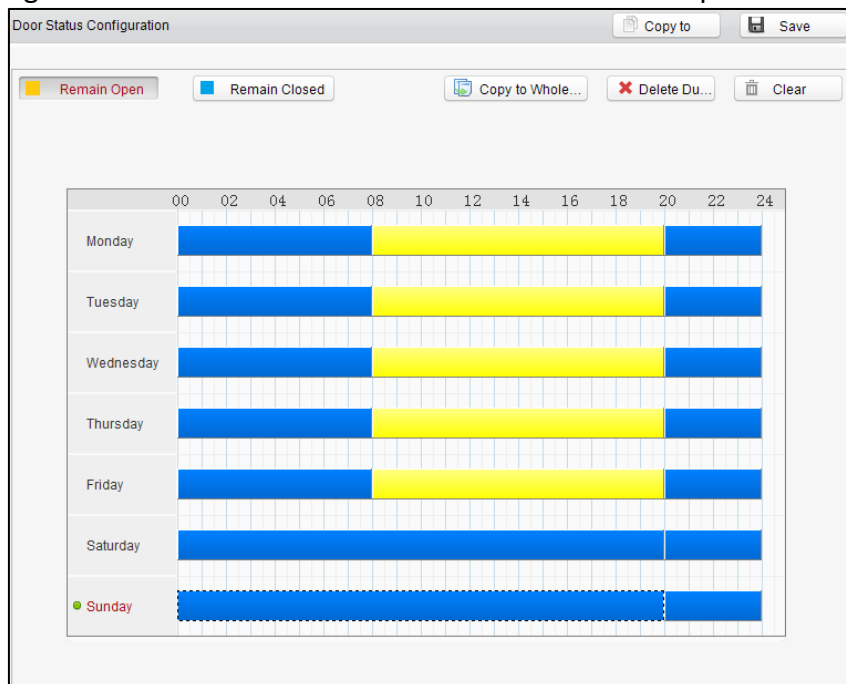 Door Status Configuration Copy to Save
Remain Open Remain Closed Copy to Whole... Delete Du... Clear
00 02 04 06 08 10 12 14 16 18 20 22 24
Monday
Tuesday
Wednesday
Thursday
Friday
Saturday
Sunday